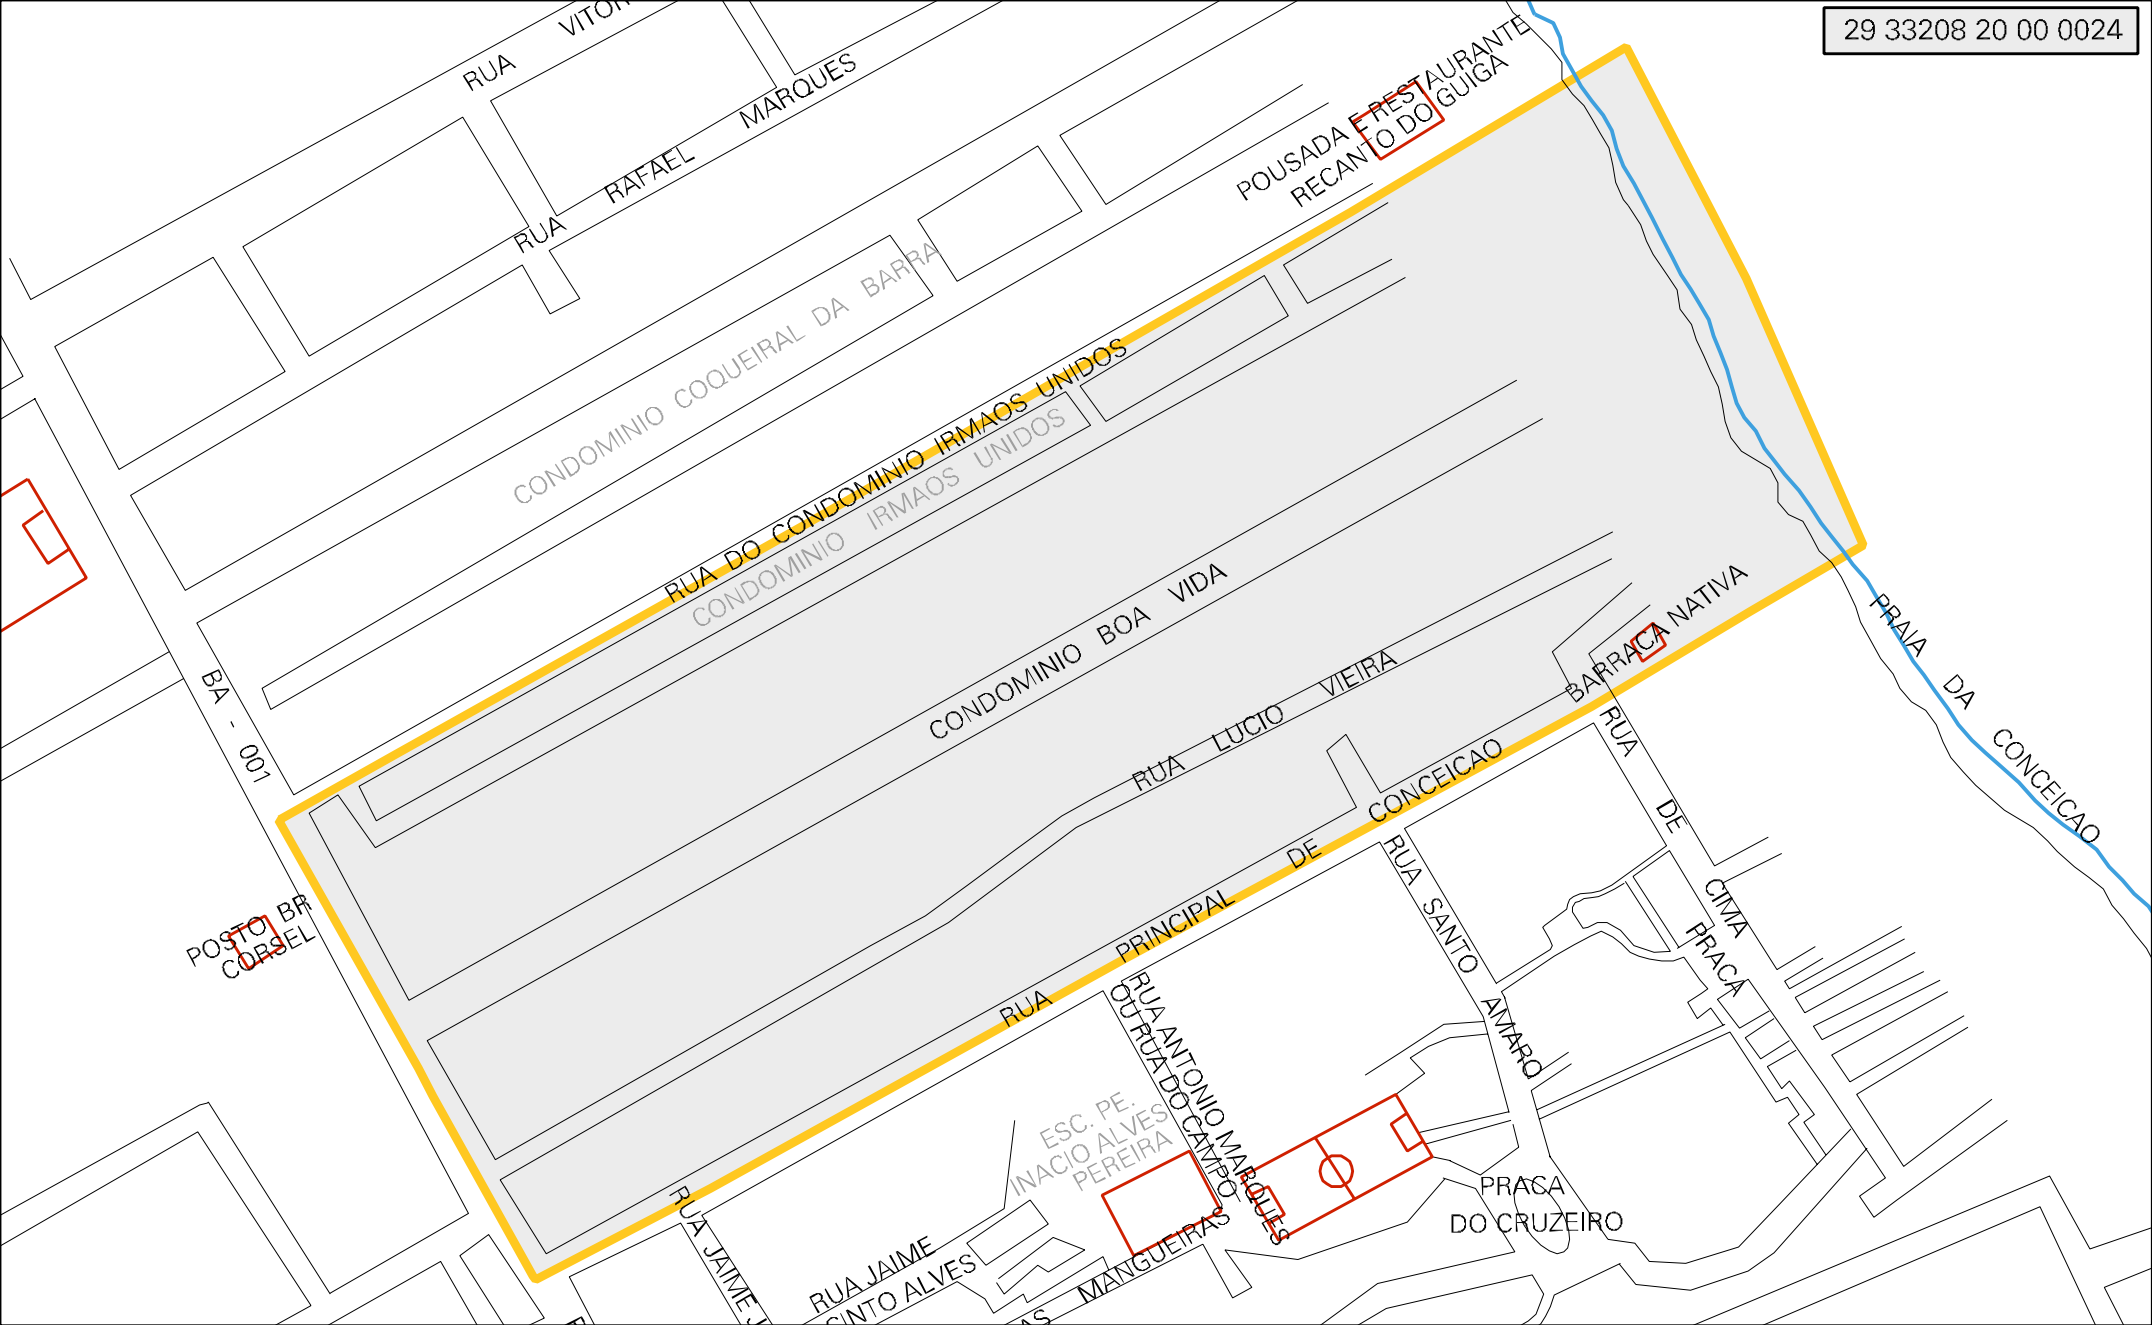 29 33208 20 00 0024
RUA
RUA RAFAEL MARQUES
POUSADA E RESTAURANTE
RECANTO DO GUIGA
CONDOMINIO COQUEIRAL DA BARRA
RUA DO CONDOMINIO IRMAOS UNIDOS
CONDOMINIO IRMAOS UNIDOS
CONDOMINIO BOA VIDA
RUA LUCIO VIEIRA
BARRACA NATIVA
PRAIA DA CONCEICAO
BA - 001
POSTO BR
CORSEL
RUA PRINCIPAL DE CONCEICAO
RUA DE CIMA
PRACA
RUA SANTO AMARO
RUA ANTONIO MARQUES
OU RUA DO CAMPO
ESC. PE.
INACIO ALVES
PEREIRA
PRACA
DO CRUZEIRO
RUA JAIME
RUA JAIME
SINTO ALVES
MANGUEIRAS